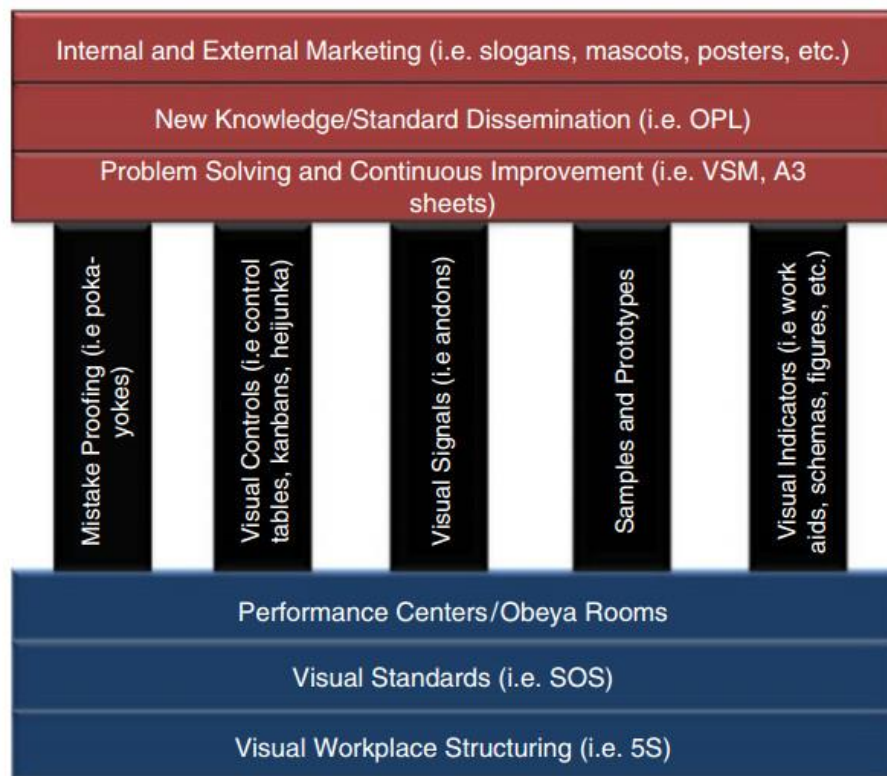 Internal and External Marketing (i.e. slogans, mascots, posters, etc.)
New Knowledge/Standard Dissemination (i.e. OPL)
Problem Solving and Continuous Improvement (i.e. VSM, A3
sheets)
Mistake Proofing (i.e poka-
yokes)
Visual Controls (i.e control
tables, kanbans, heijunka)
Visual Signals (i.e andons)
Samples and Prototypes
Visual Indicators (i.e work
aids, schemas, figures, etc.)
Performance Centers/Obeya Rooms
Visual Standards (i.e. SOS)
Visual Workplace Structuring (i.e. 5S)